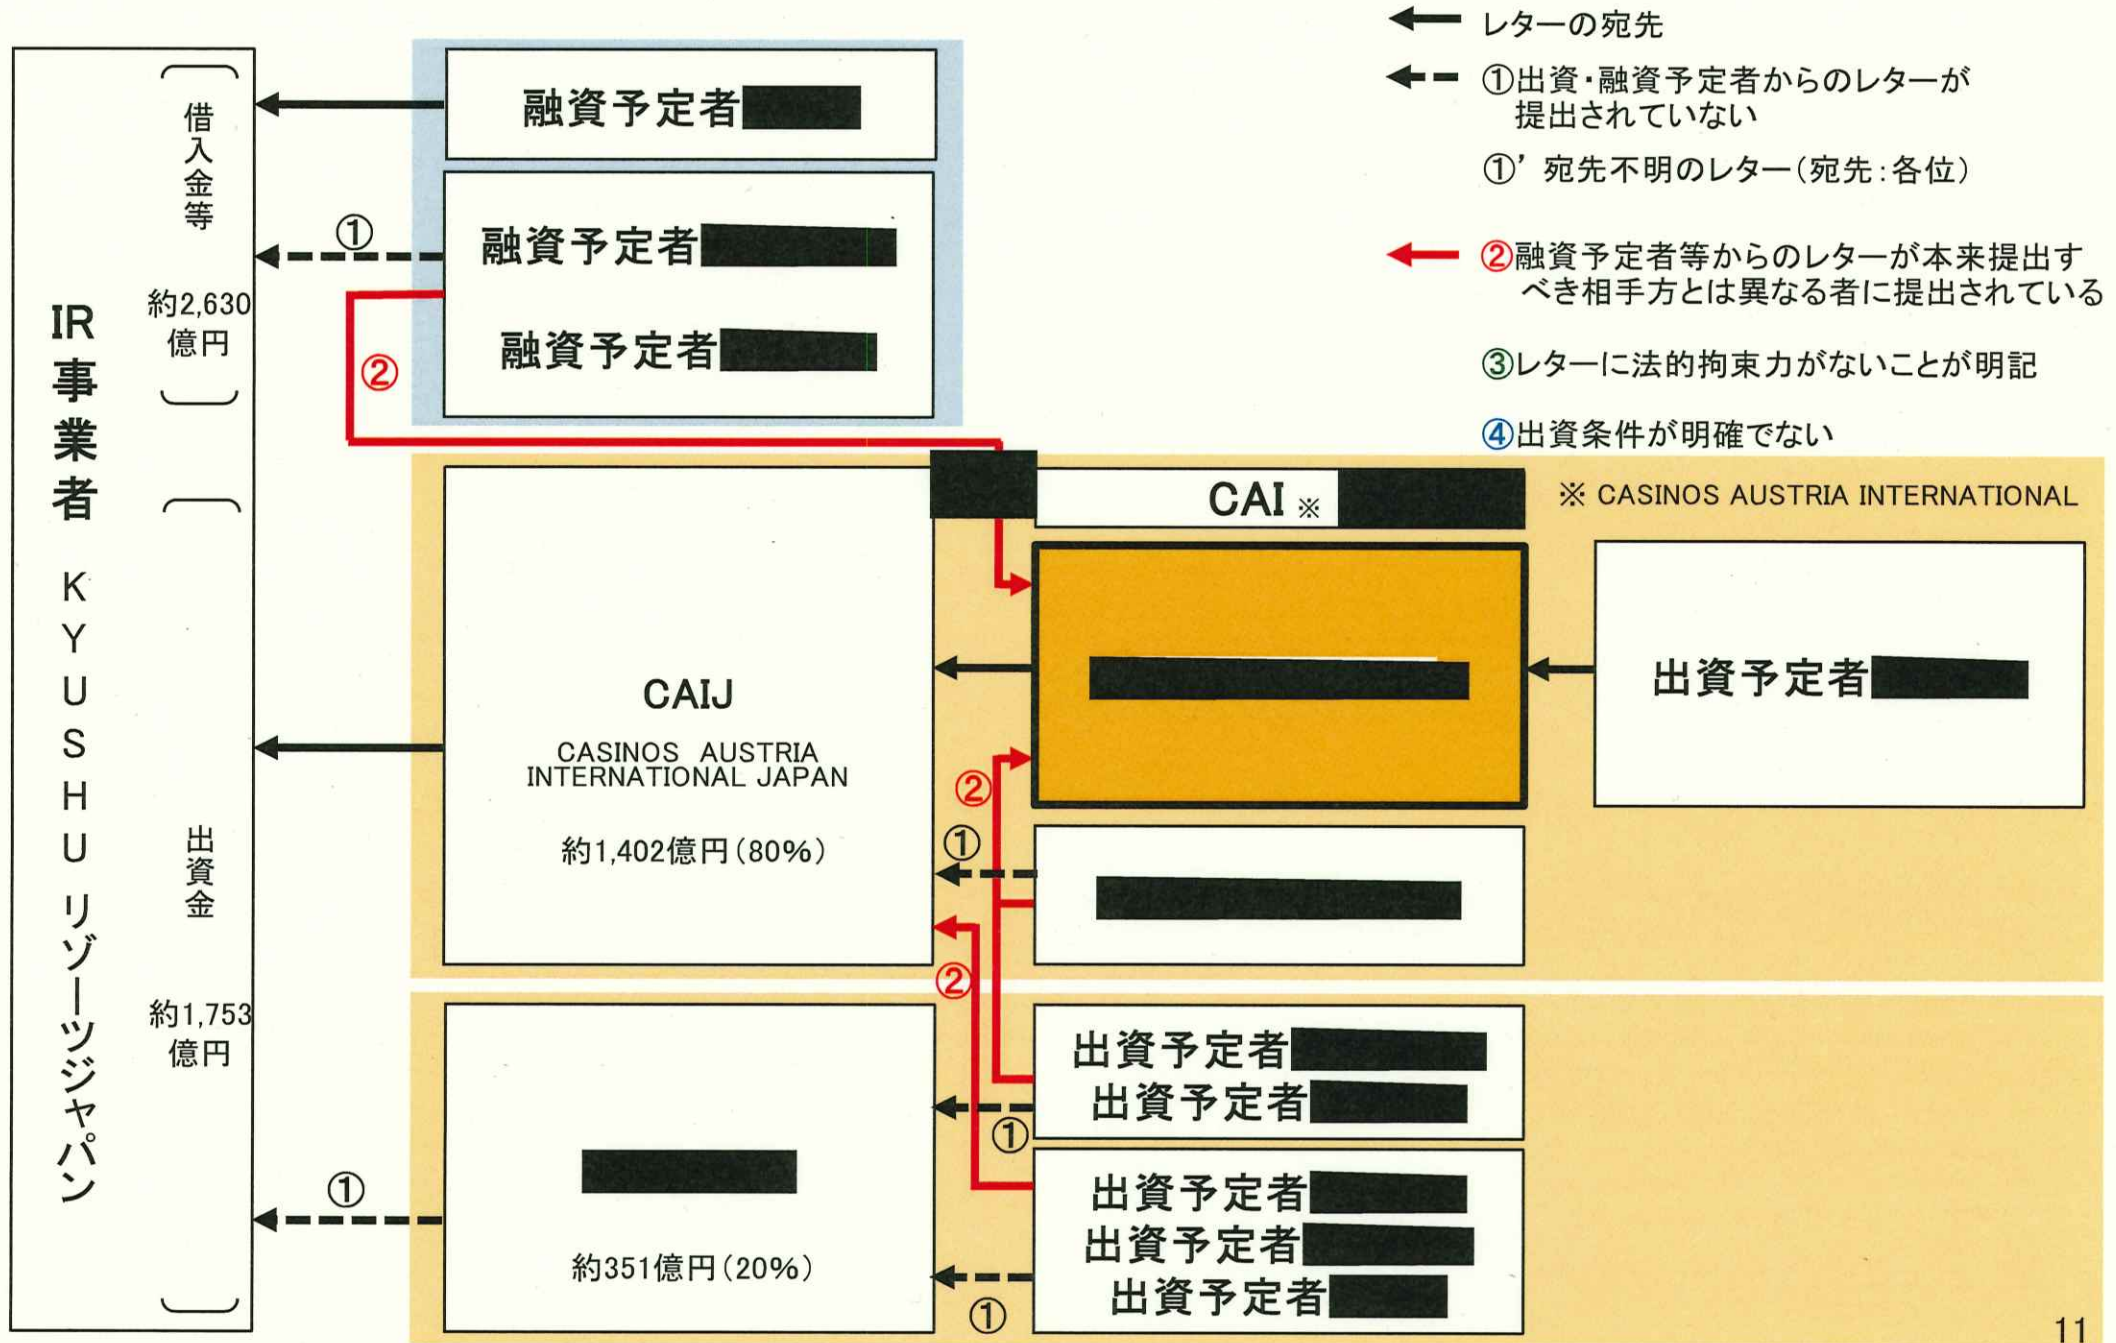 レターの宛先
①出資・融資予定者からのレターが
提出されていない
①’ 宛先不明のレター(宛先:各位)
②融資予定者等からのレターが本来提出す
べき相手方とは異なる者に提出されている
③レターに法的拘束力がないことが明記
④出資条件が明確でない
IR事業者 KYUSHUリゾーツジャパン
借入金等
約2,630
億円
出資金
約1,753
億円
融資予定者
①
融資予定者
融資予定者
②
CAI ※
※ CASINOS AUSTRIA INTERNATIONAL
CAIJ
CASINOS AUSTRIA
INTERNATIONAL JAPAN
約1,402億円(80%)
出資予定者
②
①
②
出資予定者
出資予定者
①
出資予定者
出資予定者
出資予定者
①
①
約351億円(20%)
11